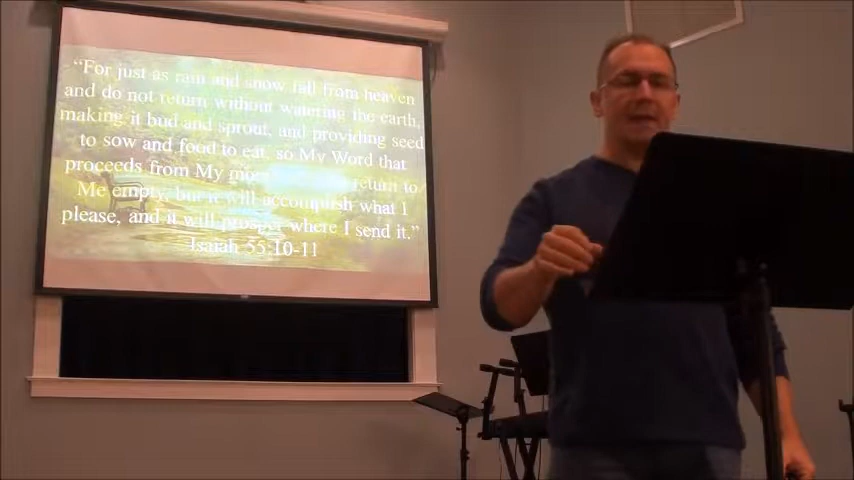 “For just as rain and snow fall from heaven
and do not return without watering the earth,
making it bud and sprout, and providing seed
to sow and food to eat, so My Word that
proceeds from My return to
Me empty, but it will accomplish what I
please, and it will prosper where I send it.”
Isaiah 55:10-11